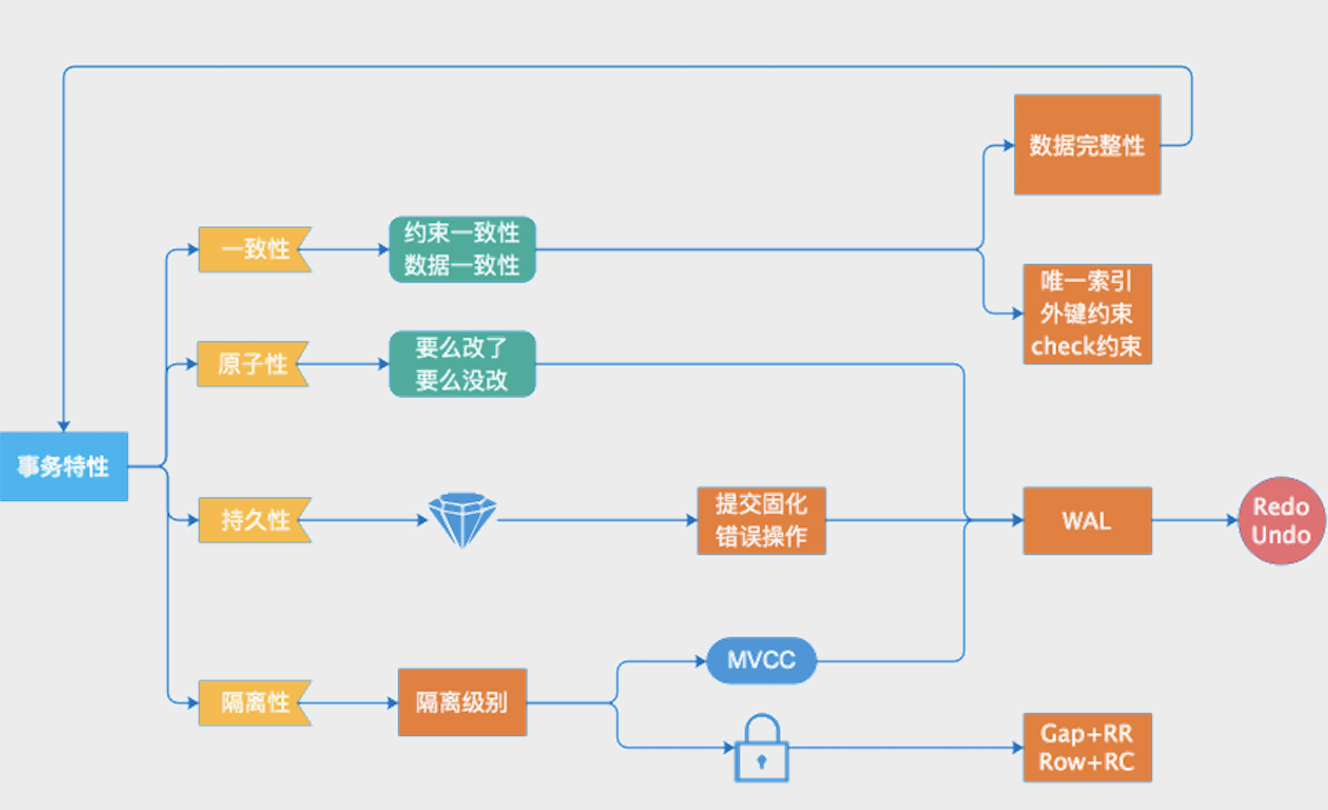 数据完整性
一致性
约束一致性
数据一致性
唯一索引
外键约束
check约束
原子性
要么改了
要么没改
事务特性
持久性
提交固化
错误操作
WAL
Redo
Undo
隔离性
隔离级别
MVCC
Gap+RR
Row+RC